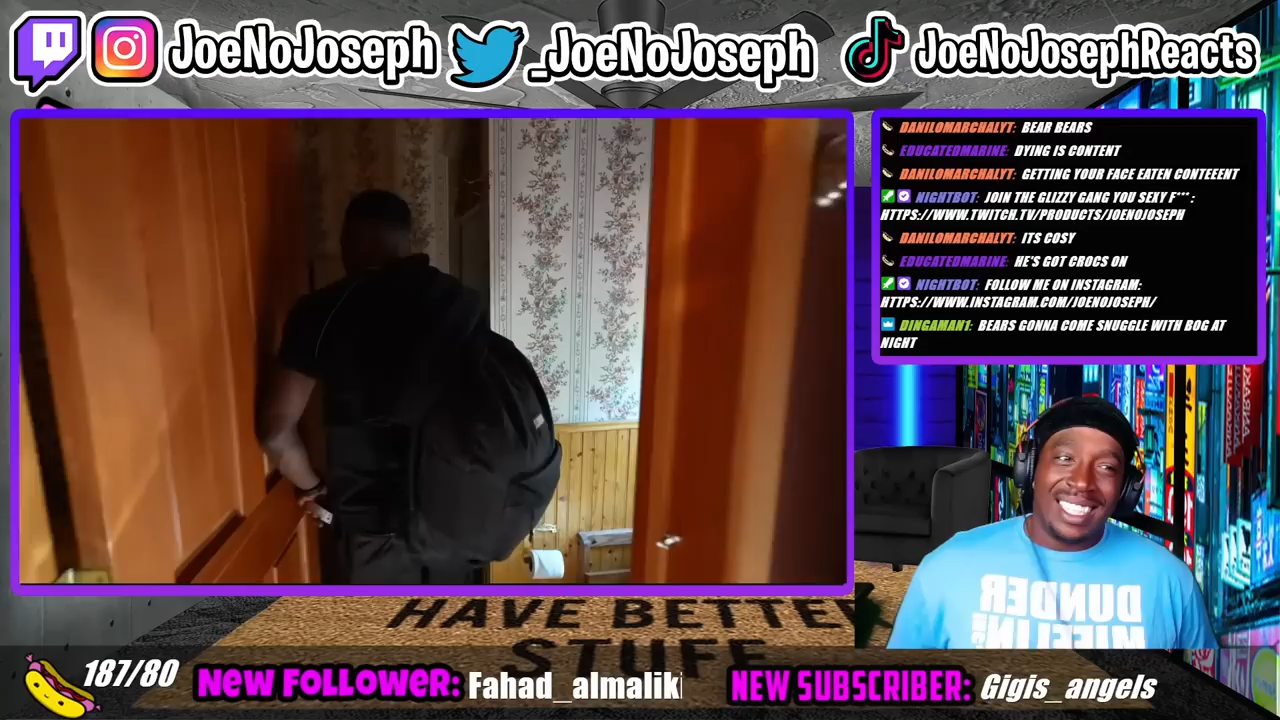 JoeNoJoseph
_JoeNoJoseph
JoeNoJosephReacts
DANILOMARCHALYT: BEAR BEARS
EDUCATEDMARINE: DYING IS CONTENT
DANILOMARCHALYT: GETTING YOUR FACE EATEN CONTEEENT
NIGHTBOT: JOIN THE GLIZZY GANG YOU SEXY F***:
HTTPS://WWW.TWITCH.TV/PRODUCTS/JOENOJOSEPH
DANILOMARCHALYT: ITS COSY
EDUCATEDMARINE: HE'S GOT CROCS ON
NIGHTBOT: FOLLOW ME ON INSTAGRAM:
HTTPS://WWW.INSTAGRAM.COM/JOENOJOSEPH/
DINGAMAN1: BEARS GONNA COME SNUGGLE WITH BOG AT
NIGHT
DUNDER
MIFFLIN
HAVE BETTER
STUFF
187/80
NEW FOLLOWER: Fahad_almaliki
NEW SUBSCRIBER: Gigis_angels